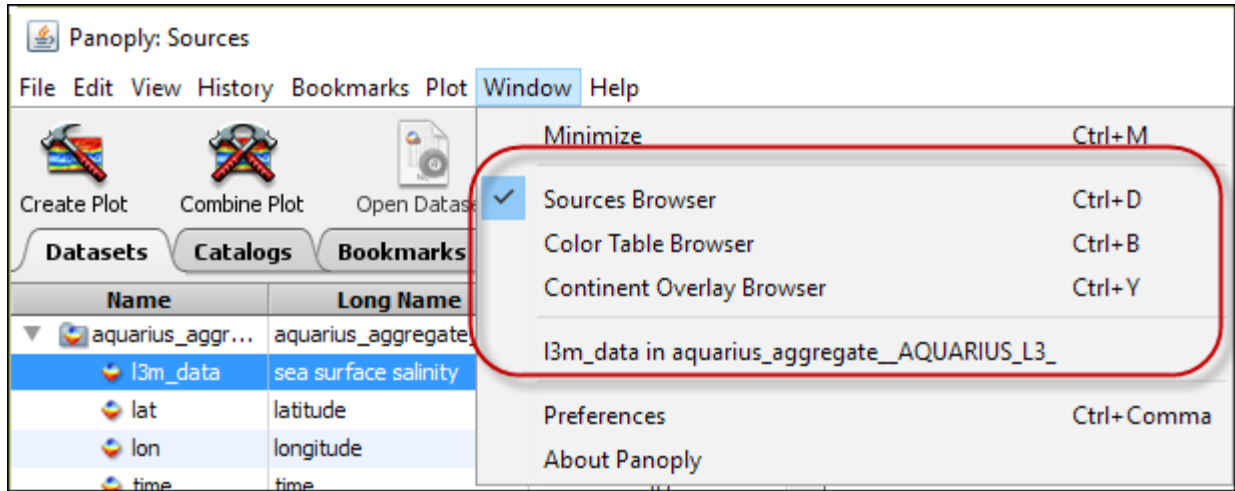 Panoply: Sources
File Edit View History Bookmarks Plot Window Help
Minimize Ctrl+M
Create Plot Combine Plot Open Datase
Sources Browser Ctrl+D
Color Table Browser Ctrl+B
Continent Overlay Browser Ctrl+Y
l3m_data in aquarius_aggregate__AQUARIUS_L3_
Preferences Ctrl+Comma
About Panoply
Datasets Catalogs Bookmarks
Name Long Name
aquarius_aggr... aquarius_aggregate_
l3m_data sea surface salinity
lat latitude
lon longitude
time time